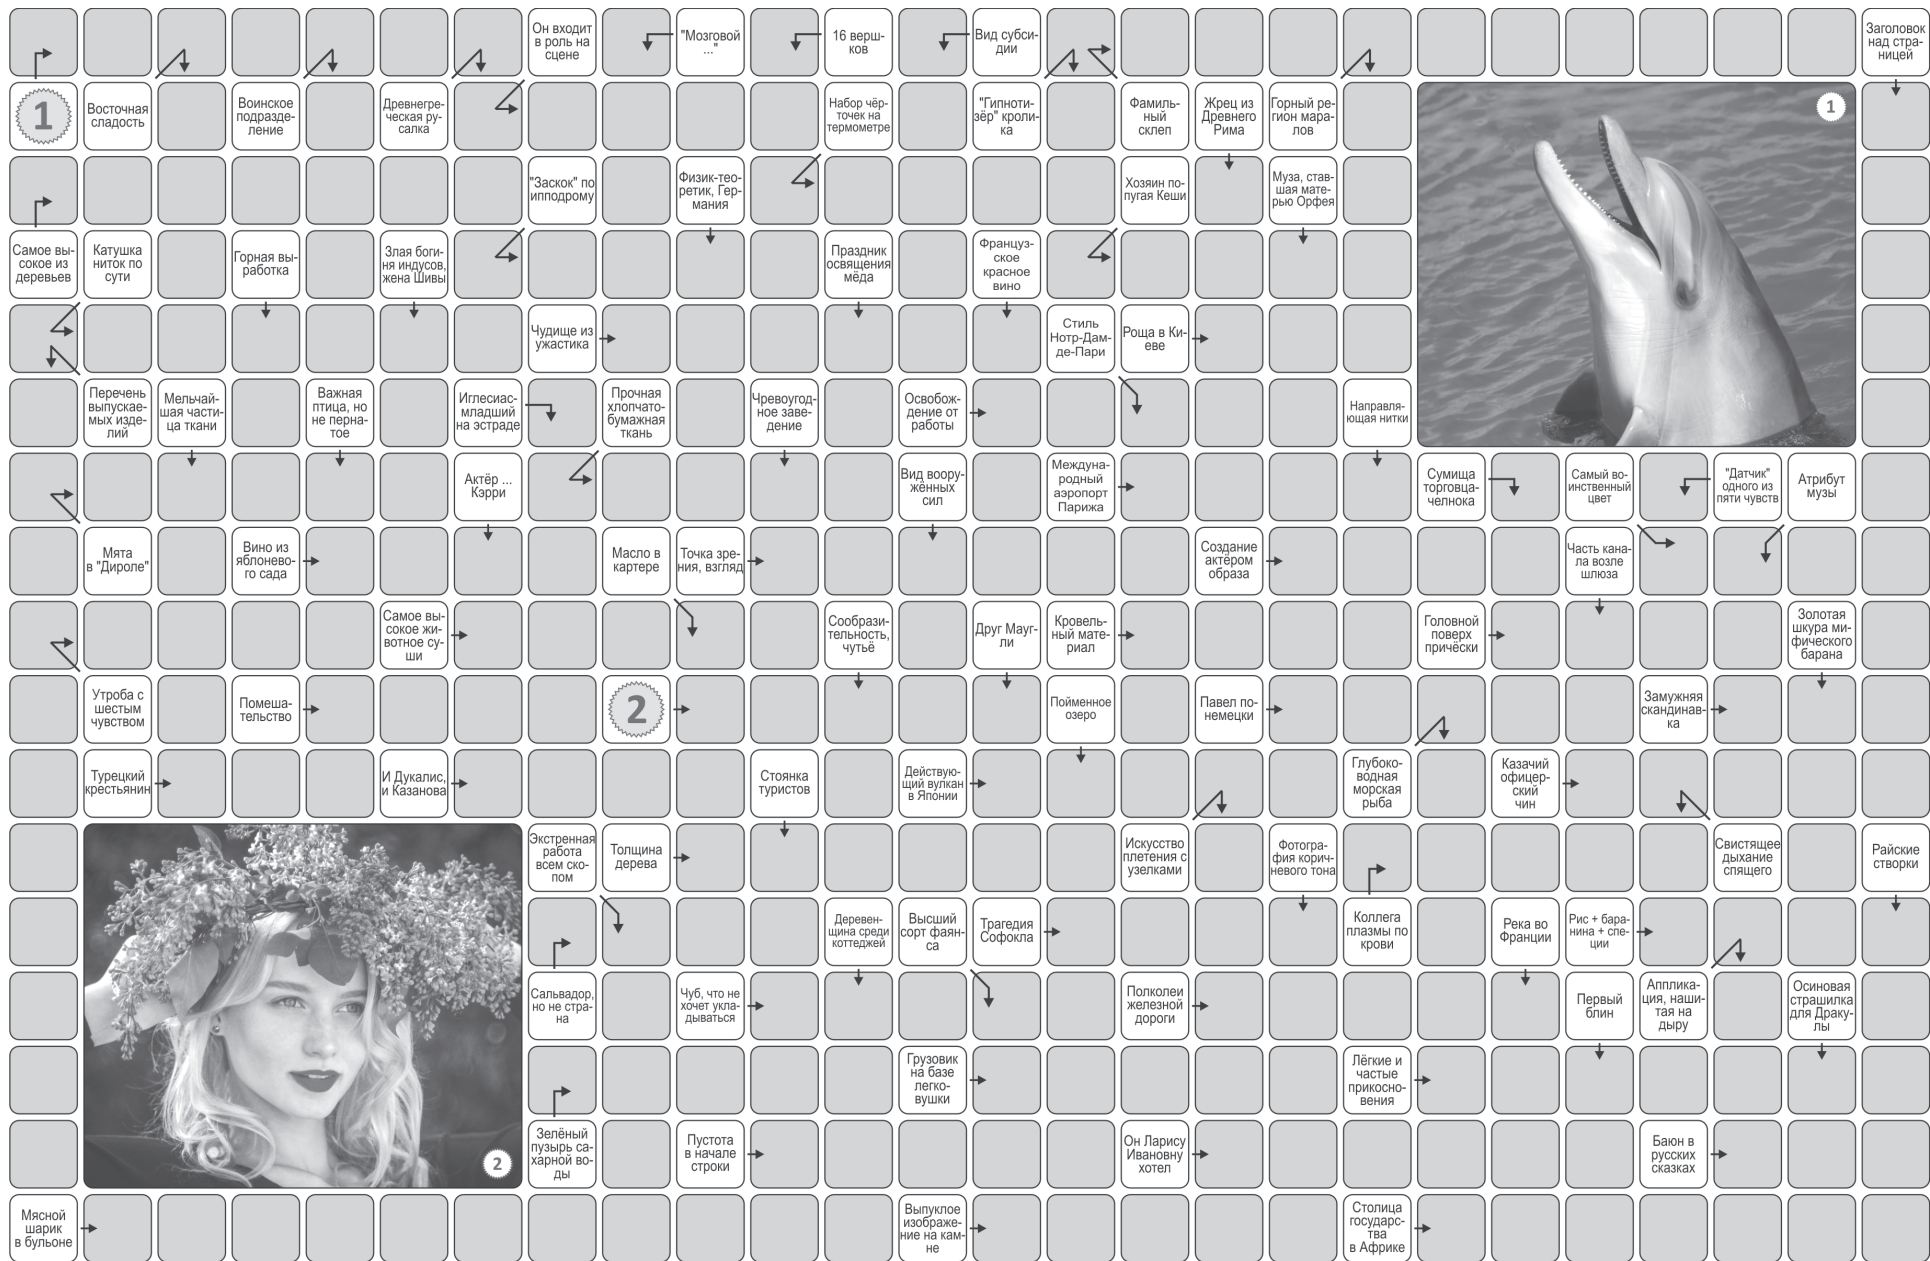 Он входит
в роль на
сцене
"Мозговой
..."
16 верш-
ков
Вид субси-
дии
Заголовок
над стра-
ницей
1
Восточная
сладость
Воинское
подразде-
ление
Древнегре-
ческая ру-
салка
Набор чёр-
точек на
термометре
"Гипноти-
зёр" кроли-
ка
Фамиль-
ный
склеп
Жрец из
Древнего
Рима
Горный ре-
гион мара-
лов
1
"Заскок" по
ипподрому
Физик-тео-
ретик, Гер-
мания
Хозяин по-
пугая Кеши
Муза, став-
шая мате-
рью Орфея
Самое вы-
сокое из
деревьев
Катушка
ниток по
сути
Горная вы-
работка
Злая боги-
ня индусов,
жена Шивы
Праздник
освящения
мёда
Француз-
ское
красное
вино
Чудище из
ужастика
Стиль
Нотр-Дам-
де-Пари
Роща в Ки-
еве
Перечень
выпускае-
мых изде-
лий
Мельчай-
шая части-
ца ткани
Важная
птица, но
не перна-
тое
Иглесиас-
младший
на эстраде
Прочная
хлопчато-
бумажная
ткань
Чревоугод-
ное заве-
дение
Освобож-
дение от
работы
Направля-
ющая нитки
Актёр ...
Кэрри
Вид воору-
жённых
сил
Междуна-
родный
аэропорт
Парижа
Сумища
торговца-
челнока
Самый во-
инственный
цвет
"Датчик"
одного из
пяти чувств
Атрибут
музы
Мята
в "Дироле"
Вино из
яблонево-
го сада
Масло в
картере
Точка зре-
ния, взгляд
Создание
актёром
образа
Часть кана-
ла возле
шлюза
Самое вы-
сокое жи-
вотное су-
ши
Сообрази-
тельность,
чутьё
Друг Мауг-
ли
Кровель-
ный мате-
риал
Головной
поверх
причёски
Золотая
шкура ми-
фического
барана
Утроба с
шестым
чувством
Помеша-
тельство
2
Пойменное
озеро
Павел по-
немецки
Замужняя
скандинав-
ка
Турецкий
крестьянин
И Дукалис,
и Казанова
Стоянка
туристов
Действую-
щий вулкан
в Японии
Глубоко-
водная
морская
рыба
Казачий
офицер-
ский
чин
Экстренная
работа
всем ско-
пом
Толщина
дерева
Искусство
плетения с
узелками
Фотогра-
фия корич-
невого тона
Свистящее
дыхание
спящего
Райские
створки
Деревен-
щина среди
коттеджей
Высший
сорт фаян-
са
Трагедия
Софокла
Коллега
плазмы по
крови
Река во
Франции
Рис + бара-
нина + спе-
ции
Сальвадор,
но не стра-
на
Чуб, что не
хочет укла-
дываться
Полколеи
железной
дороги
Первый
блин
Апплика-
ция, наши-
тая на
дыру
Осиновая
страшилка
для Драку-
лы
Грузовик
на базе
легко-
вушки
Лёгкие и
частые
прикосно-
вения
2
Зелёный
пузырь са-
харной во-
ды
Пустота
в начале
строки
Он Ларису
Ивановну
хотел
Баюн в
русских
сказках
Мясной
шарик
в бульоне
Выпуклое
изображе-
ние на кам-
не
Столица
государс-
тва
в Африке